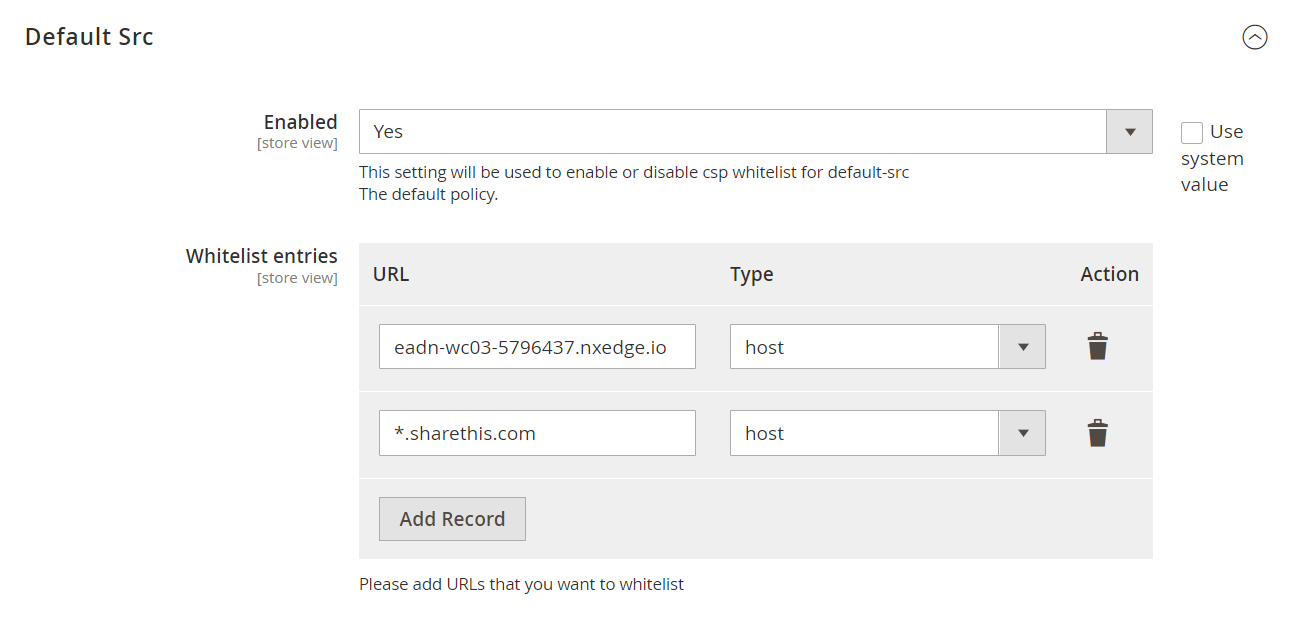 Default Src
Enabled
[store view]
Yes
Use
system
value
This setting will be used to enable or disable csp whitelist for default-src
The default policy.
Whitelist entries
[store view]
URL Type Action
eadn-wc03-5796437.nxedge.io host
*.sharethis.com host
Add Record
Please add URLs that you want to whitelist